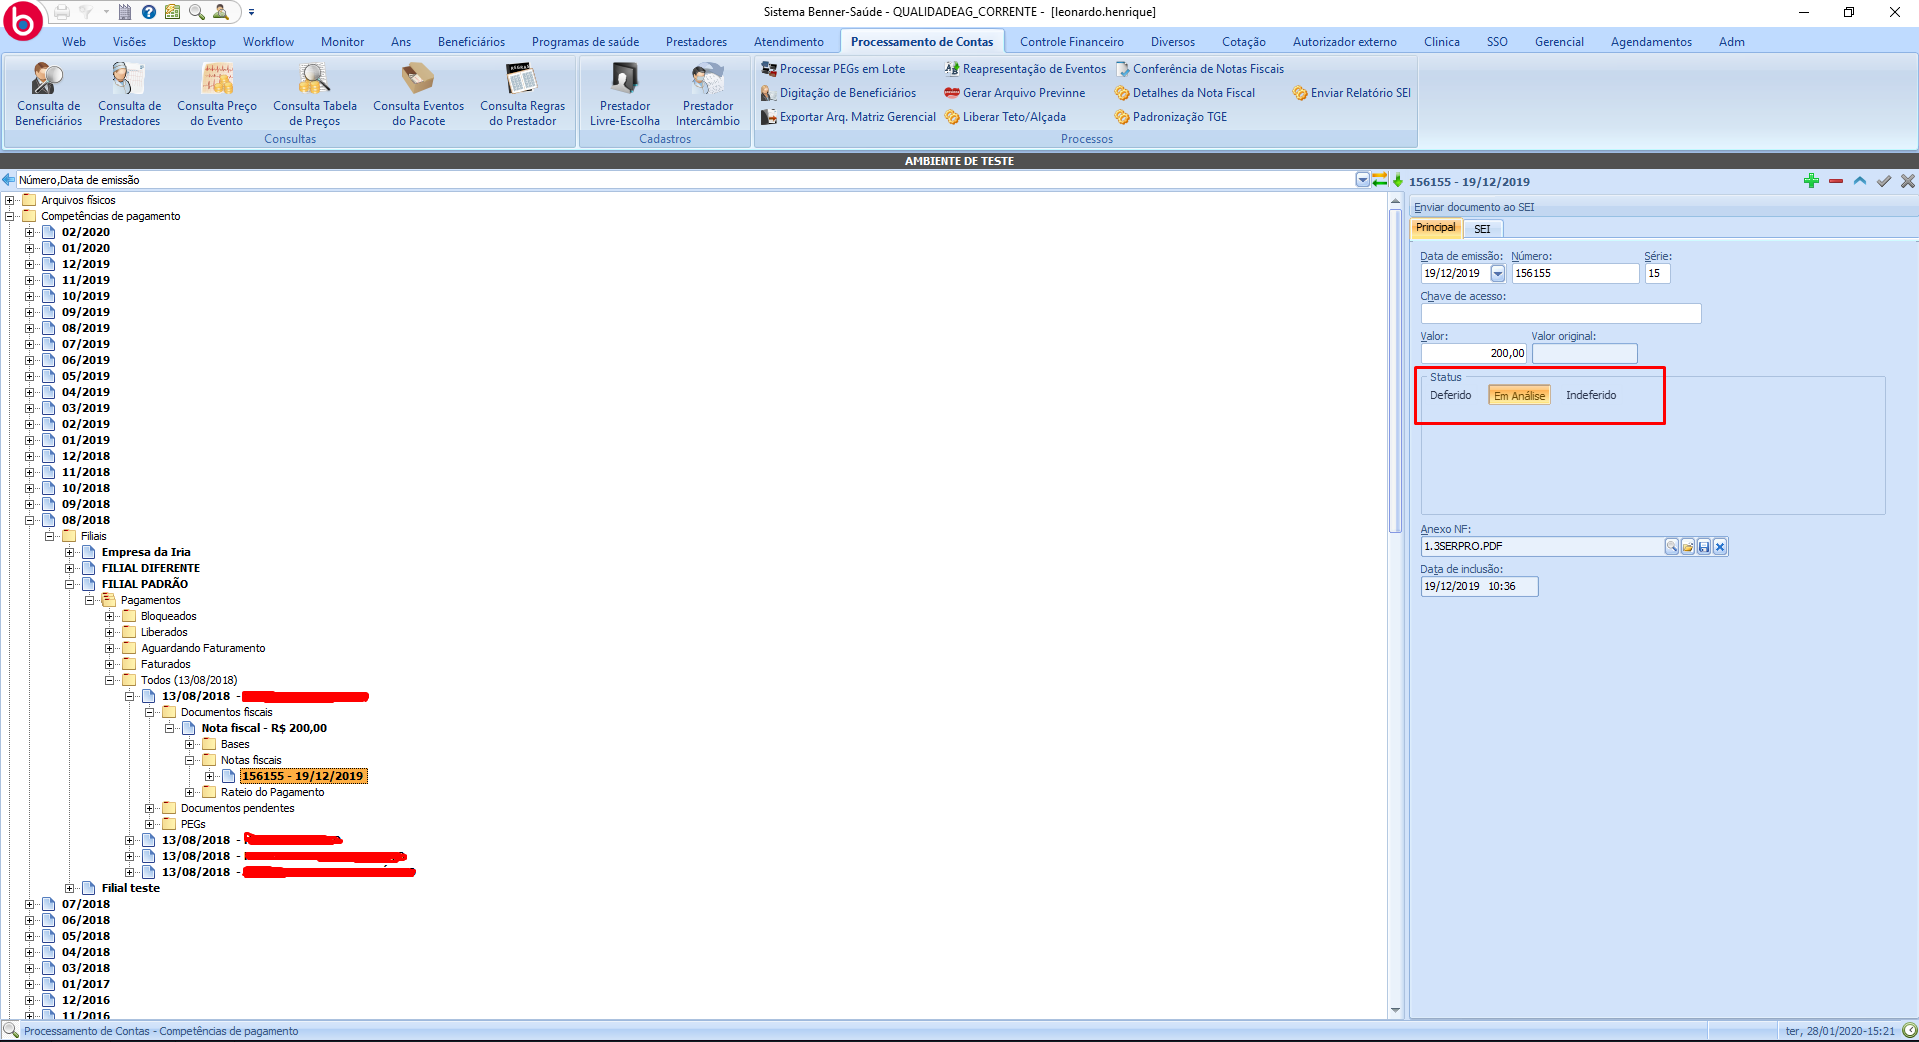 Sistema Benner-Saúde - QUALIDADEAG_CORRENTE - [leonardo.henrique]
Web Visões Desktop Workflow Monitor Ans Beneficiários Programas de saúde Prestadores Atendimento Processamento de Contas Controle Financeiro Diversos Cotação Autorizador externo Clinica SSO Gerencial Agendamentos Adm
Consulta de Beneficiários
Consulta de Prestadores
Consulta Preço do Evento
Consulta Tabela de Preços
Consulta Eventos do Pacote
Consulta Regras do Prestador
Consultas
Prestador Livre-Escolha
Prestador Intercâmbio
Cadastros
Processar PEGs em Lote
Digitação de Beneficiários
Exportar Arq. Matriz Gerencial
Reapresentação de Eventos
Gerar Arquivo Previnne
Liberar Teto/Alçada
Conferência de Notas Fiscais
Detalhes da Nota Fiscal
Padronização TGE
Enviar Relatório SEI
Processos
AMBIENTE DE TESTE
Número,Data de emissão
Arquivos físicos
Competências de pagamento
02/2020
01/2020
12/2019
11/2019
10/2019
09/2019
08/2019
07/2019
06/2019
05/2019
04/2019
03/2019
02/2019
01/2019
12/2018
11/2018
10/2018
09/2018
08/2018
Filiais
Empresa da Iria
FILIAL DIFERENTE
FILIAL PADRÃO
Pagamentos
Bloqueados
Liberados
Aguardando Faturamento
Faturados
Todos (13/08/2018)
13/08/2018 -
Documentos fiscais
Nota fiscal - R$ 200,00
Bases
Notas fiscais
156155 - 19/12/2019
Rateio do Pagamento
Documentos pendentes
PEGs
13/08/2018 -
13/08/2018 -
13/08/2018 -
Filial teste
07/2018
06/2018
05/2018
04/2018
03/2018
01/2017
12/2016
11/2016
156155 - 19/12/2019
Enviar documento ao SEI
Principal SEI
Data de emissão: Número: Série:
19/12/2019 156155 15
Chave de acesso:
Valor: Valor original:
200,00
Status
Deferido Em Análise Indeferido
Anexo NF:
1.3SERPRO.PDF
Data de inclusão:
19/12/2019 10:36
Processamento de Contas - Competências de pagamento
ter, 28/01/2020-15:21